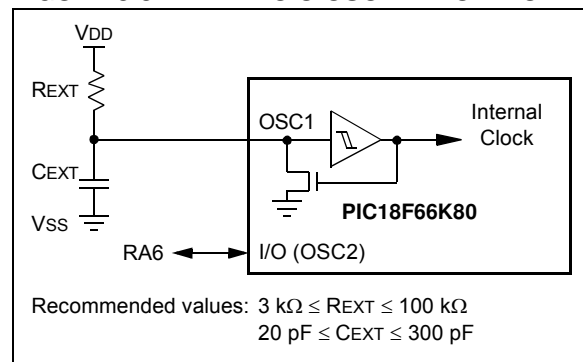 VDD
REXT
OSC1
Internal
Clock
CEXT
PIC18F66K80
VSS
RA6
I/O (OSC2)
Recommended values: 3 kΩ ≤ REXT ≤ 100 kΩ
20 pF ≤ CEXT ≤ 300 pF